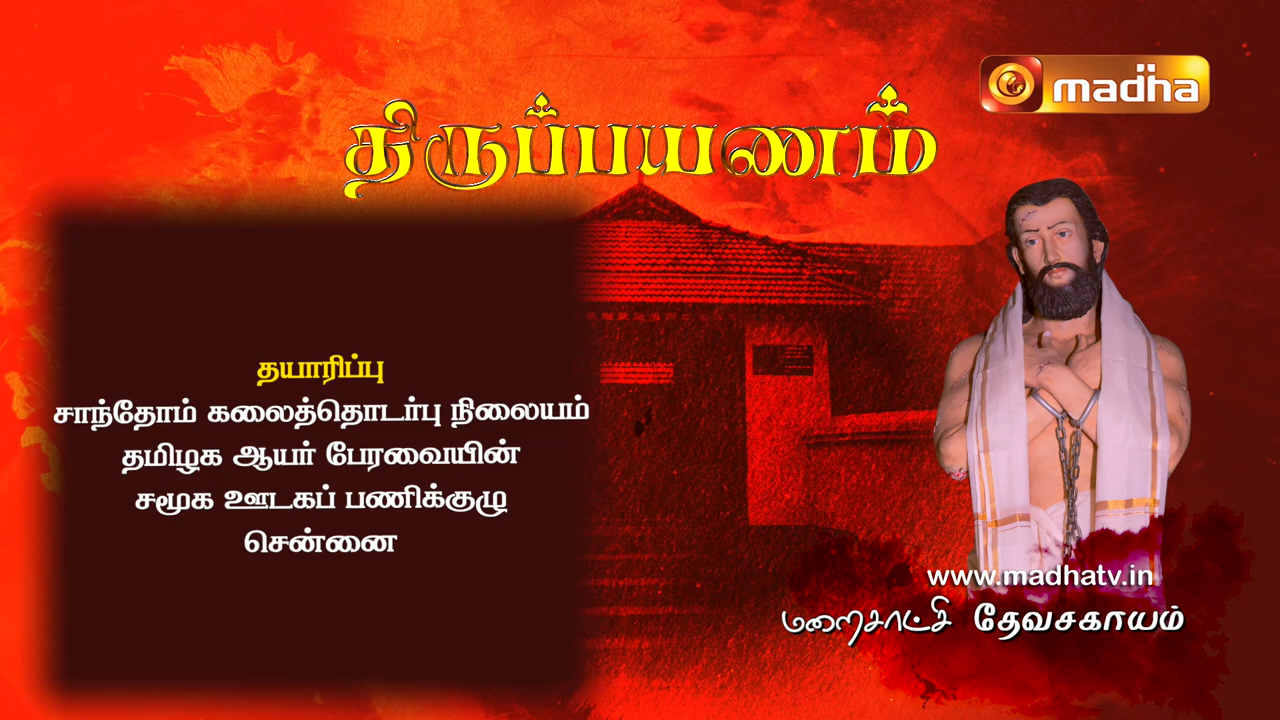 madha
திருப்பயணம்
தயாரிப்பு
சாந்தோம் கலைத்தொடர்பு நிலையம்
தமிழக ஆயர் பேரவையின்
சமூக ஊடகப் பணிக்குழு
சென்னை
www.madhatv.in
மறைசாட்சி தேவசகாயம்